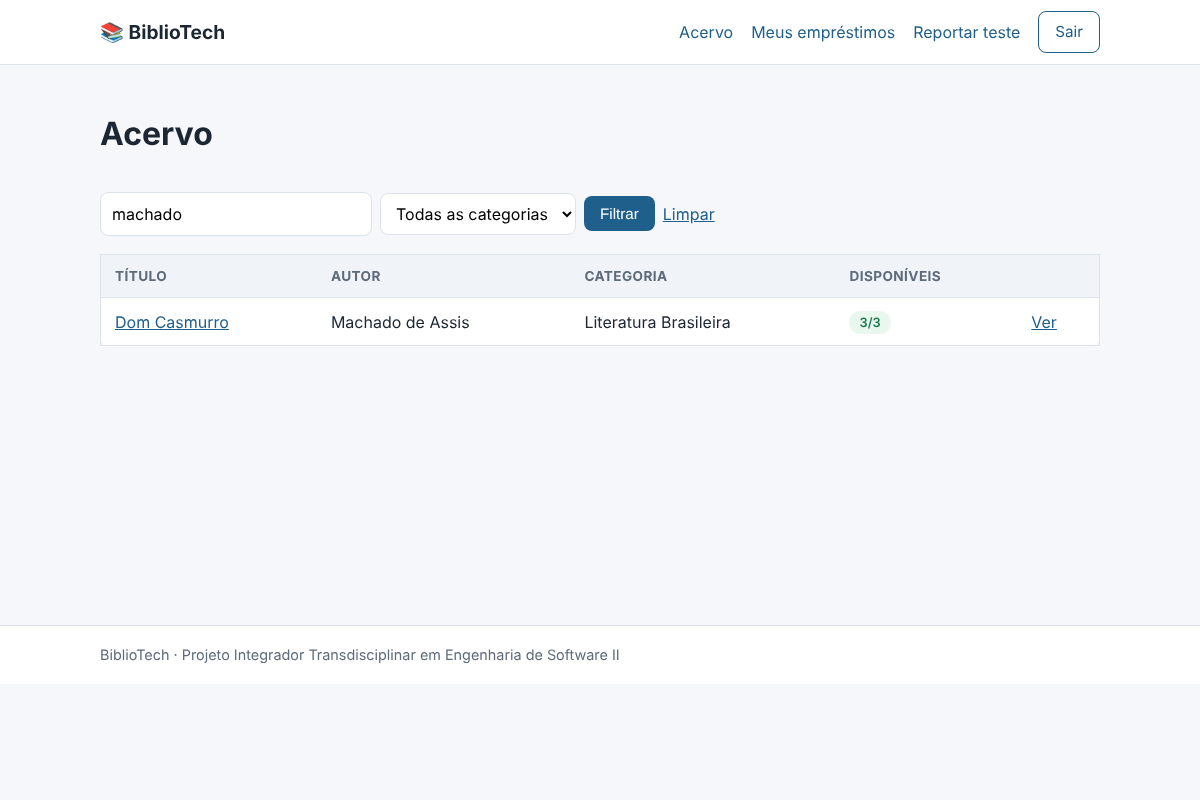 📚 BiblioTech Acervo Meus empréstimos Reportar teste Sair
Acervo
machado Todas as categorias Filtrar Limpar
TÍTULO AUTOR CATEGORIA DISPONÍVEIS
Dom Casmurro Machado de Assis Literatura Brasileira 3/3 Ver
BiblioTech · Projeto Integrador Transdisciplinar em Engenharia de Software II